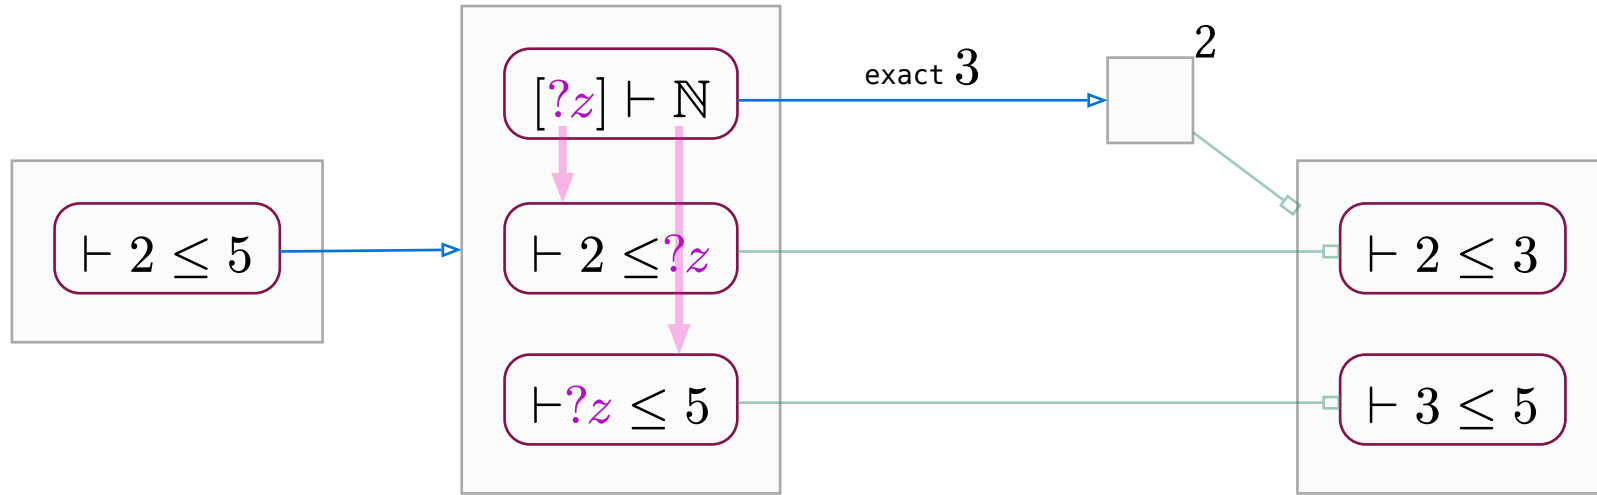 ⊢ 2 ≤ 5
[?z] ⊢ ℕ
⊢ 2 ≤?z
⊢?z ≤ 5
exact 3
2
⊢ 2 ≤ 3
⊢ 3 ≤ 5